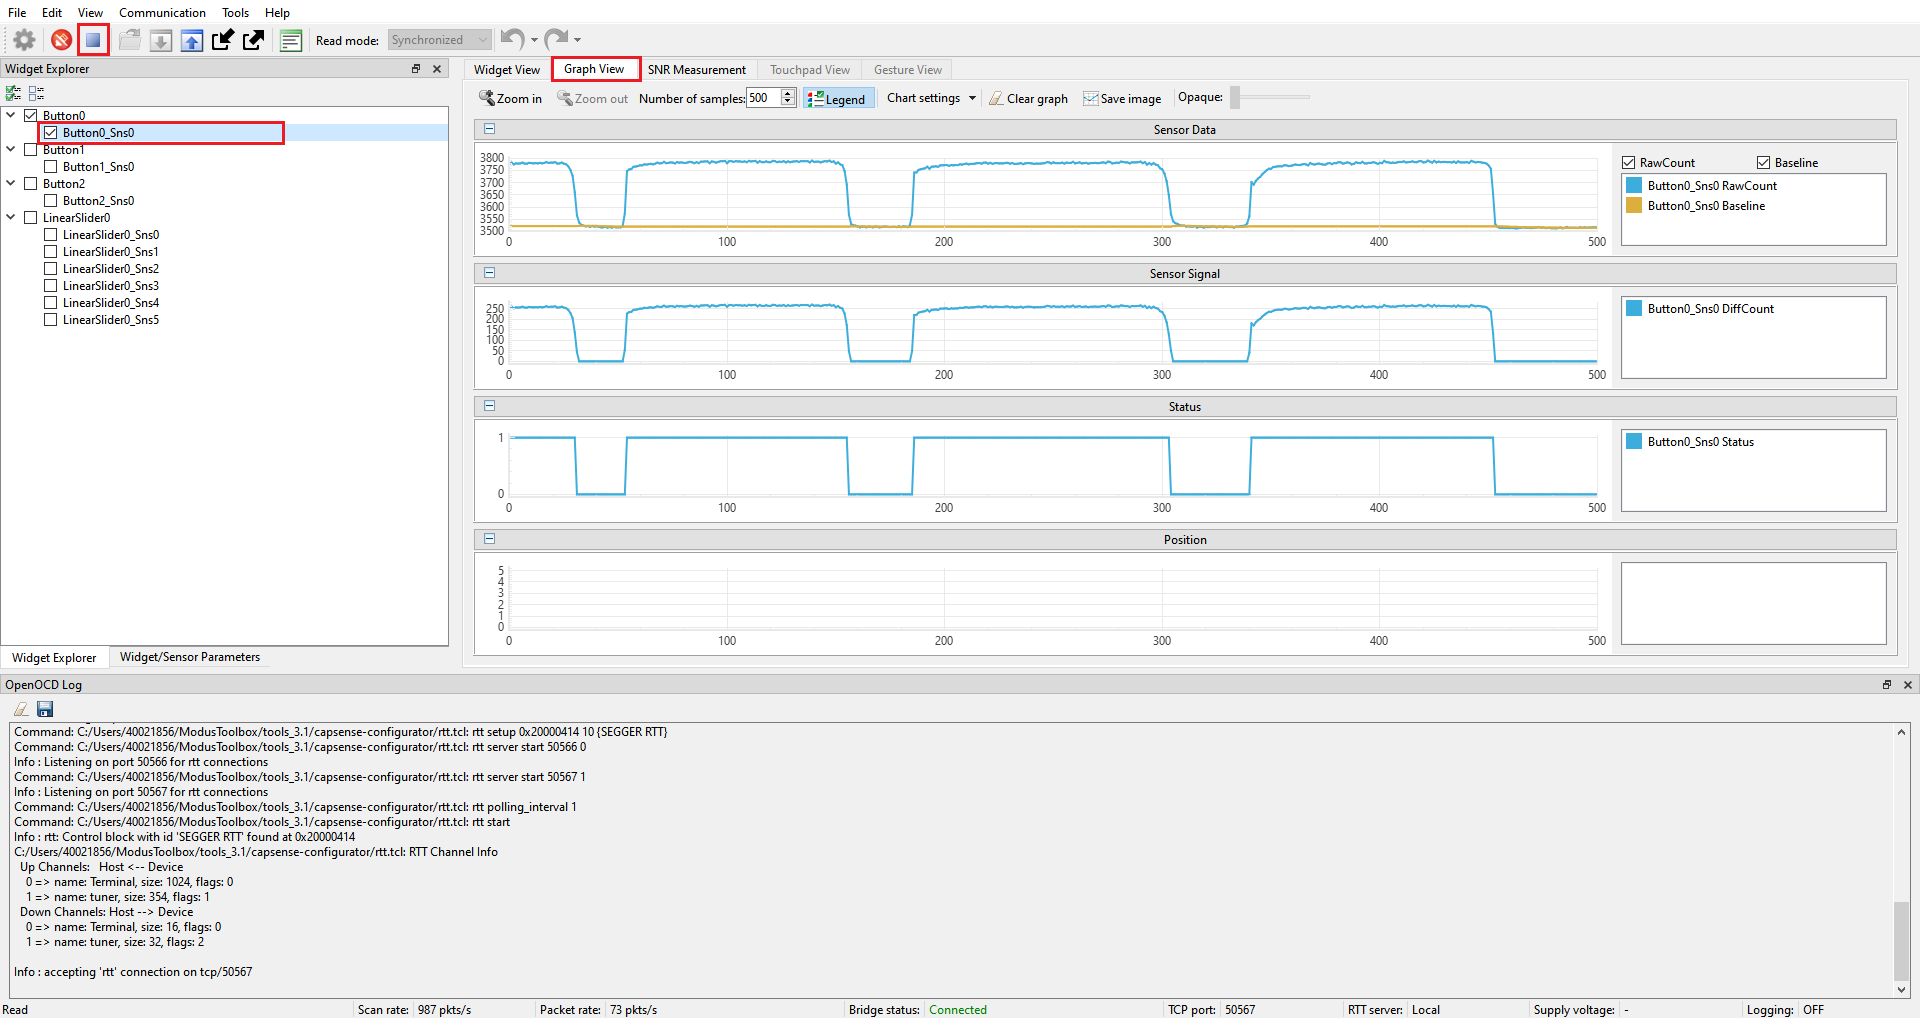 File Edit View Communication Tools Help
Read mode: Synchronized
Widget Explorer
Button0
Button0_Sns0
Button1
Button1_Sns0
Button2
Button2_Sns0
LinearSlider0
LinearSlider0_Sns0
LinearSlider0_Sns1
LinearSlider0_Sns2
LinearSlider0_Sns3
LinearSlider0_Sns4
LinearSlider0_Sns5
Widget Explorer Widget/Sensor Parameters
Widget View Graph View SNR Measurement Touchpad View Gesture View
Zoom in Zoom out Number of samples: 500 Legend Chart settings Clear graph Save image Opaque:
Sensor Data
3800
3750
3700
3650
3600
3550
3500
0 100 200 300 400 500
RawCount Baseline
Button0_Sns0 RawCount
Button0_Sns0 Baseline
Sensor Signal
250
200
150
100
50
0
0 100 200 300 400 500
Button0_Sns0 DiffCount
Status
1
0
0 100 200 300 400 500
Button0_Sns0 Status
Position
5
4
3
2
1
0
0 100 200 300 400 500
OpenOCD Log
Command: C:/Users/40021856/ModusToolbox/tools_3.1/capsense-configurator/rtt.tcl: rtt setup 0x20000414 10 {SEGGER RTT}
Command: C:/Users/40021856/ModusToolbox/tools_3.1/capsense-configurator/rtt.tcl: rtt server start 50566 0
Info : Listening on port 50566 for rtt connections
Command: C:/Users/40021856/ModusToolbox/tools_3.1/capsense-configurator/rtt.tcl: rtt server start 50567 1
Info : Listening on port 50567 for rtt connections
Command: C:/Users/40021856/ModusToolbox/tools_3.1/capsense-configurator/rtt.tcl: rtt polling_interval 1
Command: C:/Users/40021856/ModusToolbox/tools_3.1/capsense-configurator/rtt.tcl: rtt start
Info : rtt: Control block with id 'SEGGER RTT' found at 0x20000414
C:/Users/40021856/ModusToolbox/tools_3.1/capsense-configurator/rtt.tcl: RTT Channel Info
Up Channels: Host <-- Device
0 => name: Terminal, size: 1024, flags: 0
1 => name: tuner, size: 354, flags: 1
Down Channels: Host --> Device
0 => name: Terminal, size: 16, flags: 0
1 => name: tuner, size: 32, flags: 2
Info : accepting 'rtt' connection on tcp/50567
Read Scan rate: 987 pkts/s Packet rate: 73 pkts/s Bridge status: Connected TCP port: 50567 RTT server: Local Supply voltage: - Logging: OFF